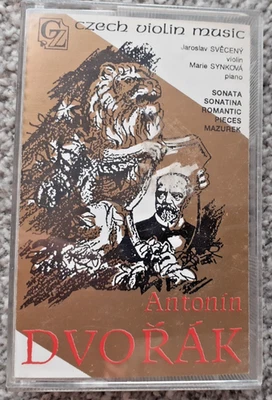 GZ czech violin music
Jaroslav SVĚCENÝ
violin
Marie SYNKOVÁ
piano
SONATA
SONATINA
ROMANTIC
PIECES
MAZUREK
Antonín
DVOŘÁK